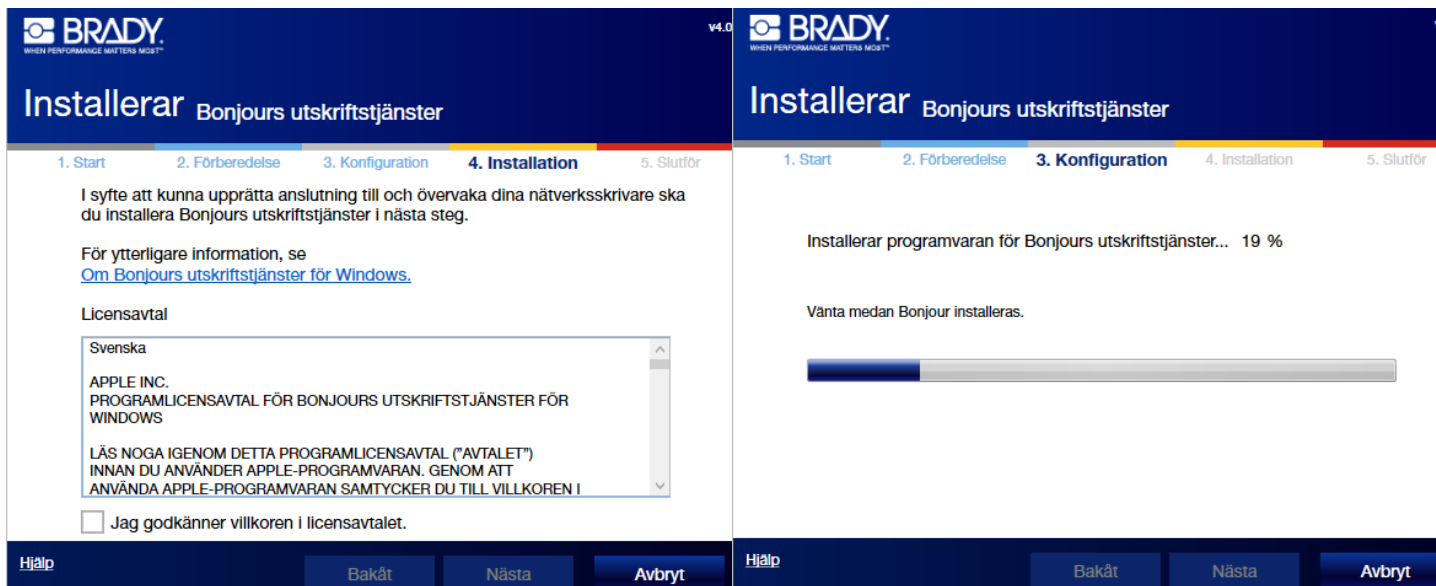 BRADY.
WHEN PERFORMANCE MATTERS MOST™
v4.0
Installerar Bonjours utskriftstjänster
1. Start
2. Förberedelse
3. Konfiguration
4. Installation
5. Slutför
I syfte att kunna upprätta anslutning till och övervaka dina nätverksskrivare ska
du installera Bonjours utskriftstjänster i nästa steg.
För ytterligare information, se
Om Bonjours utskriftstjänster för Windows.
Licensavtal
Svenska
APPLE INC.
PROGRAMLICENSAVTAL FÖR BONJOURS UTSKRIFTSTJÄNSTER FÖR
WINDOWS
LÄS NOGA IGENOM DETTA PROGRAMLICENSAVTAL ("AVTALET")
INNAN DU ANVÄNDER APPLE-PROGRAMVARAN. GENOM ATT
ANVÄNDA APPLE-PROGRAMVARAN SAMTYCKER DU TILL VILLKOREN I
Jag godkänner villkoren i licensavtalet.
Hjälp
Bakåt
Nästa
Avbryt
BRADY.
WHEN PERFORMANCE MATTERS MOST™
Installerar Bonjours utskriftstjänster
1. Start
2. Förberedelse
3. Konfiguration
4. Installation
5. Slutför
Installerar programvaran för Bonjours utskriftstjänster... 19 %
Vänta medan Bonjour installeras.
Hjälp
Bakåt
Nästa
Avbryt